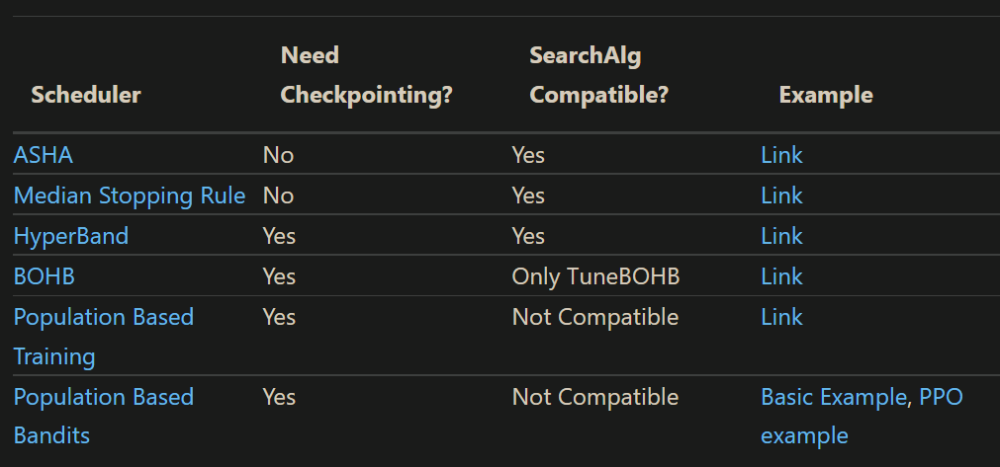 Need
SearchAlg
Scheduler Checkpointing? Compatible? Example
ASHA No Yes Link
Median Stopping Rule No Yes Link
HyperBand Yes Yes Link
BOHB Yes Only TuneBOHB Link
Population Based Yes Not Compatible Link
Training
Population Based Yes Not Compatible Basic Example, PPO
Bandits example